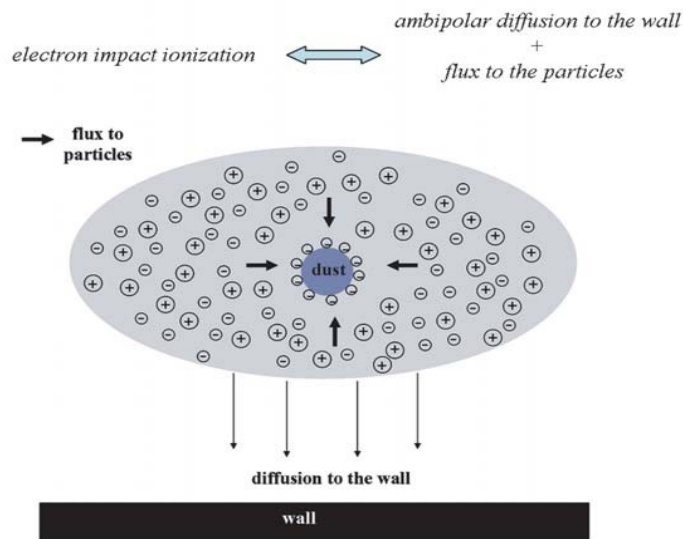 ambipolar diffusion to the wall
electron impact ionization
+
flux to the particles
flux to
particles
dust
diffusion to the wall
wall